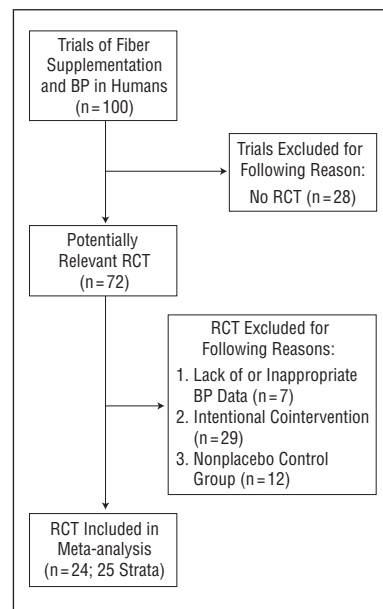 Trials of Fiber
Supplementation
and BP in Humans
(n=100)
Trials Excluded for
Following Reason:
No RCT (n=28)
Potentially
Relevant RCT
(n=72)
RCT Excluded for
Following Reasons:
1. Lack of or Inappropriate
BP Data (n=7)
2. Intentional Cointervention
(n=29)
3. Nonplacebo Control
Group (n=12)
RCT Included in
Meta-analysis
(n=24; 25 Strata)